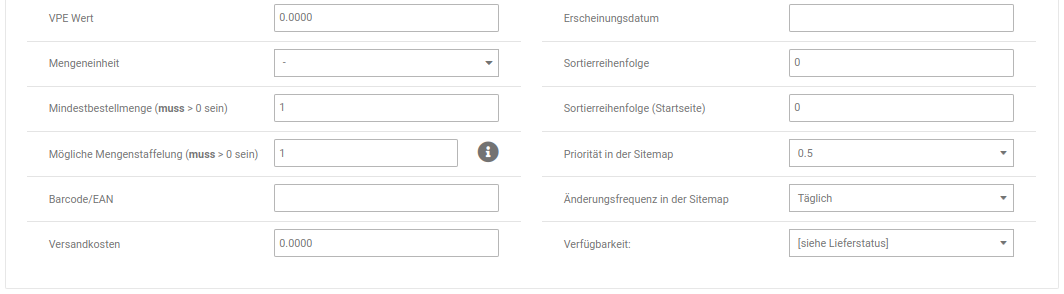 VPE Wert 0.0000 Erscheinungsdatum
Mengeneinheit - Sortierreihenfolge 0
Mindestbestellmenge (muss > 0 sein) 1 Sortierreihenfolge (Startseite) 0
Mögliche Mengenstaffelung (muss > 0 sein) 1 i Priorität in der Sitemap 0.5
Barcode/EAN Änderungsfrequenz in der Sitemap Täglich
Versandkosten 0.0000 Verfügbarkeit: [siehe Lieferstatus]